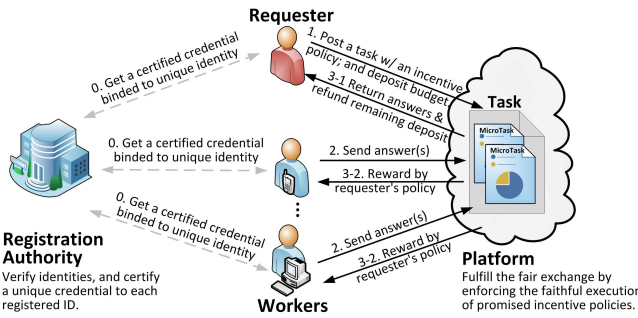 Requester
0. Get a certified credential
binded to unique identity
1. Post a task w/ an incentive
policy; and deposit budget
3-1 Return answers &
refund remaining deposit
Task
MicroTask
MicroTask
0. Get a certified credential
binded to unique identity
2. Send answer(s)
3-2. Reward by
requester's policy
0. Get a certified credential
binded to unique identity
2. Send answer(s)
3-2. Reward by
requester's policy
Registration
Authority
Verify identities, and certify
a unique credential to each
registered ID.
Workers
Platform
Fulfill the fair exchange by
enforcing the faithful execution
of promised incentive policies.